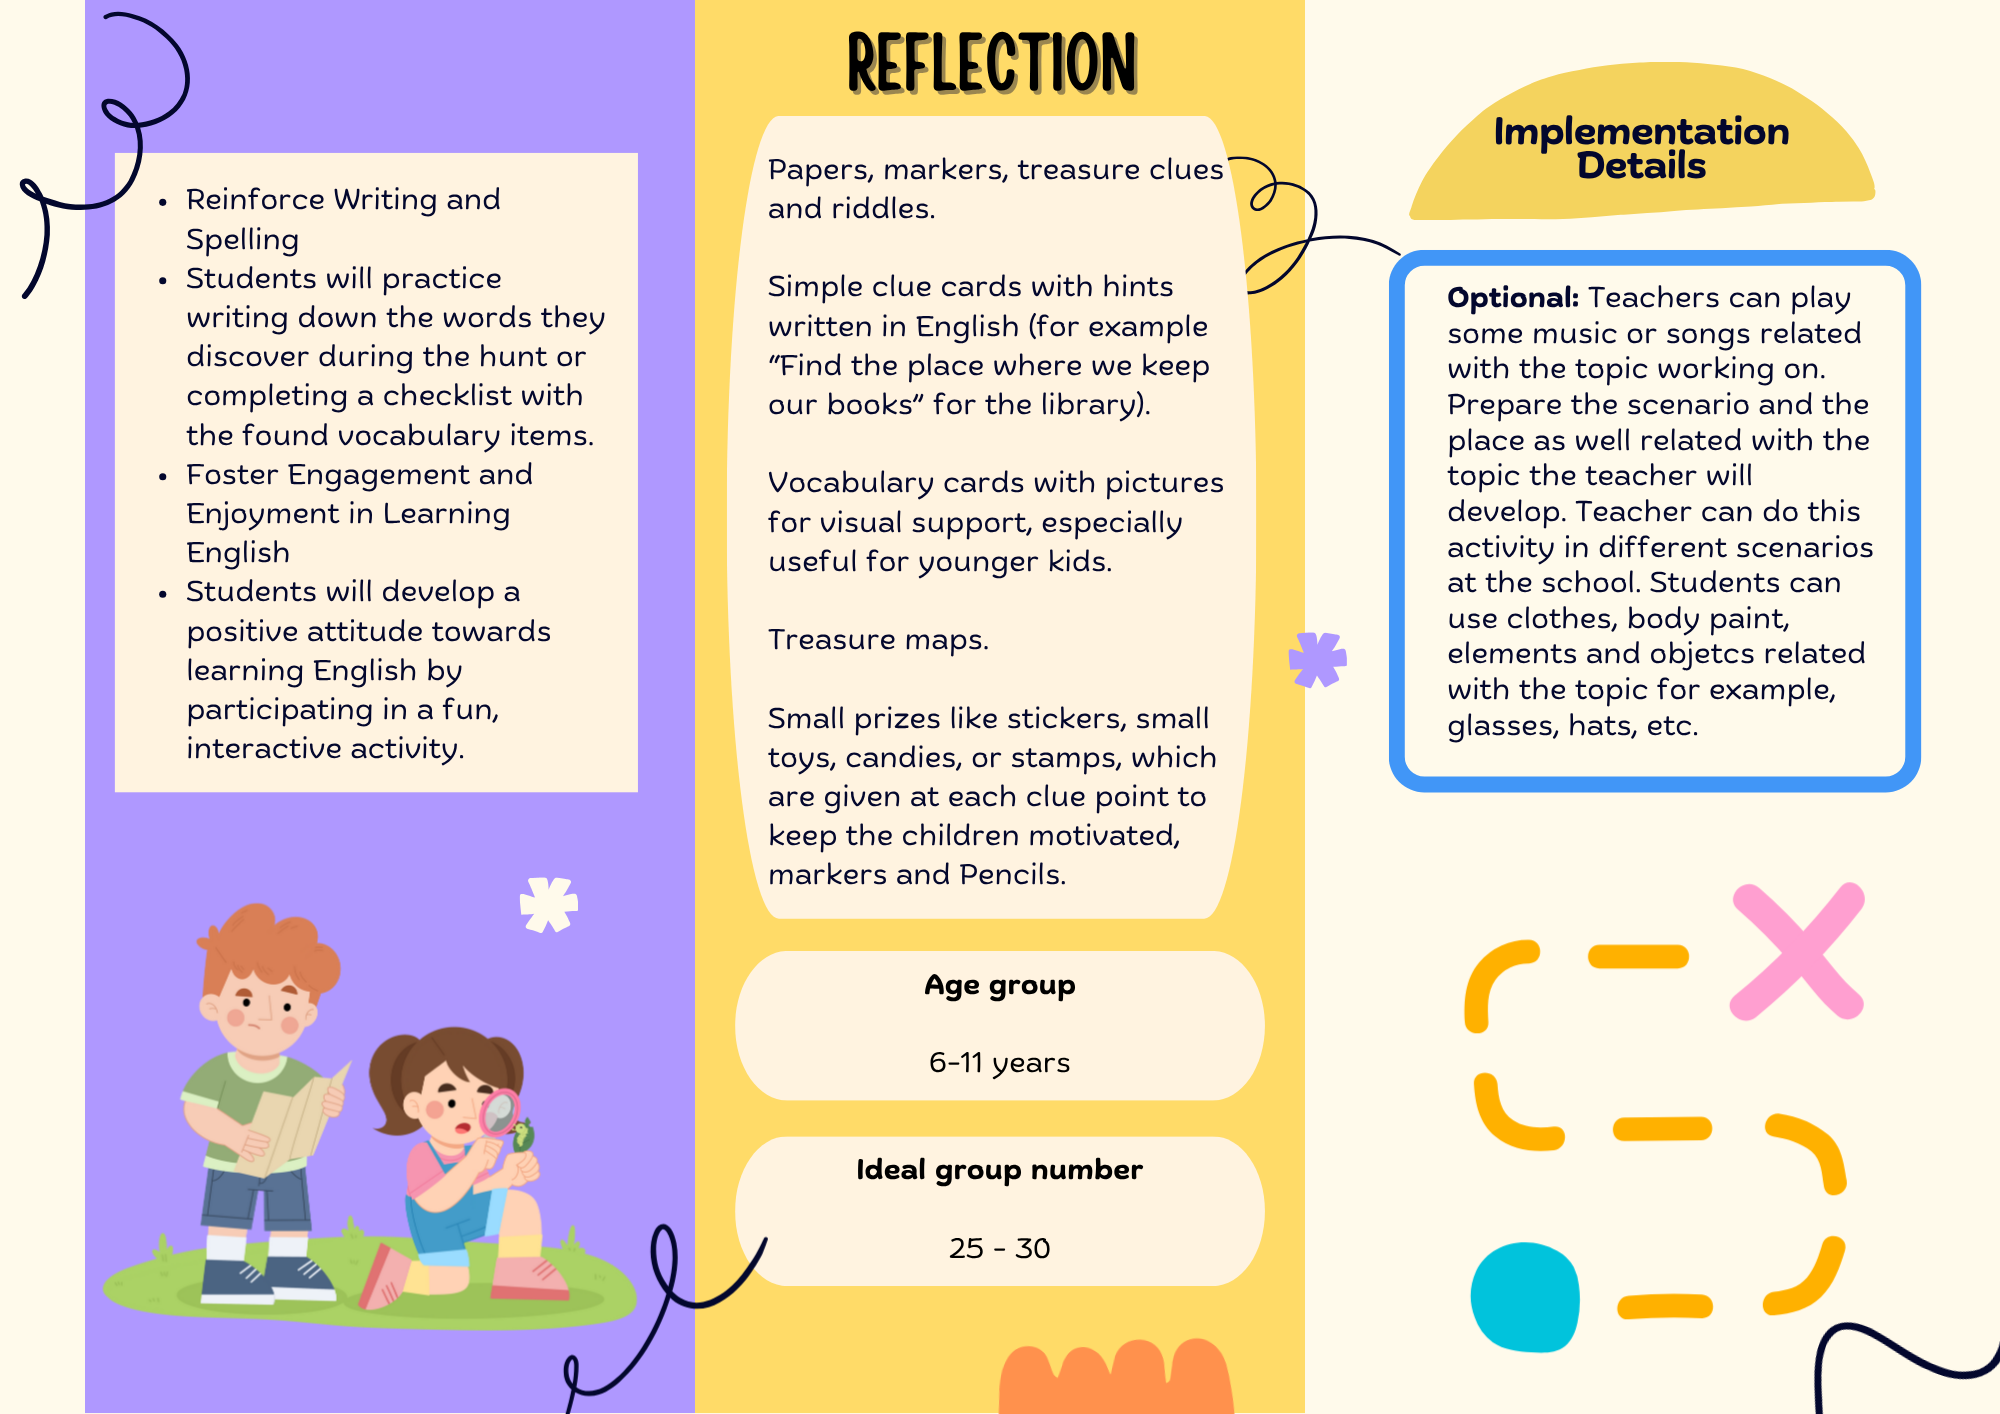 • Reinforce Writing and
Spelling
• Students will practice
writing down the words they
discover during the hunt or
completing a checklist with
the found vocabulary items.
• Foster Engagement and
Enjoyment in Learning
English
• Students will develop a
positive attitude towards
learning English by
participating in a fun,
interactive activity.
REFLECTION
Papers, markers, treasure clues
and riddles.
Simple clue cards with hints
written in English (for example
“Find the place where we keep
our books” for the library).
Vocabulary cards with pictures
for visual support, especially
useful for younger kids.
Treasure maps.
Small prizes like stickers, small
toys, candies, or stamps, which
are given at each clue point to
keep the children motivated,
markers and Pencils.
Age group
6-11 years
Ideal group number
25 - 30
Implementation
Details
Optional: Teachers can play
some music or songs related
with the topic working on.
Prepare the scenario and the
place as well related with the
topic the teacher will
develop. Teacher can do this
activity in different scenarios
at the school. Students can
use clothes, body paint,
elements and objetcs related
with the topic for example,
glasses, hats, etc.